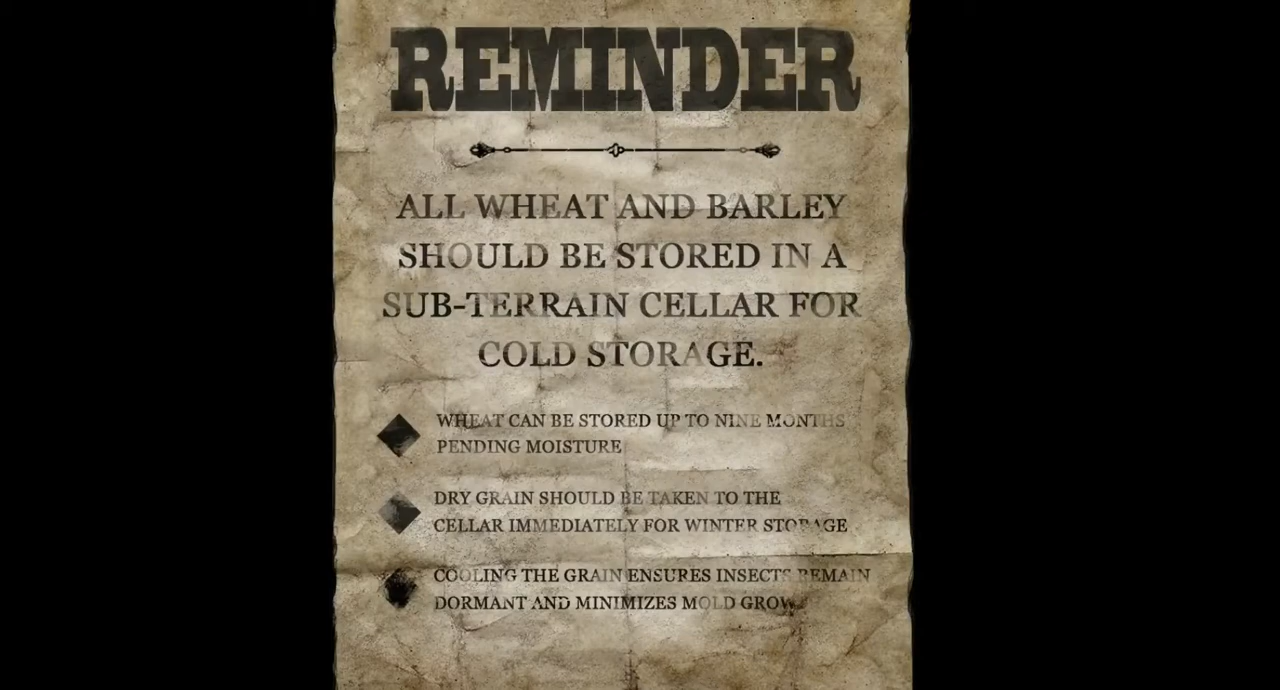 REMINDER
ALL WHEAT AND BARLEY
SHOULD BE STORED IN A
SUB-TERRAIN CELLAR FOR
COLD STORAGE.
WHEAT CAN BE STORED UP TO NINE MONTHS
PENDING MOISTURE
DRY GRAIN SHOULD BE TAKEN TO THE
CELLAR IMMEDIATELY FOR WINTER STORAGE
COOLING THE GRAIN ENSURES INSECTS REMAIN
DORMANT AND MINIMIZES MOLD